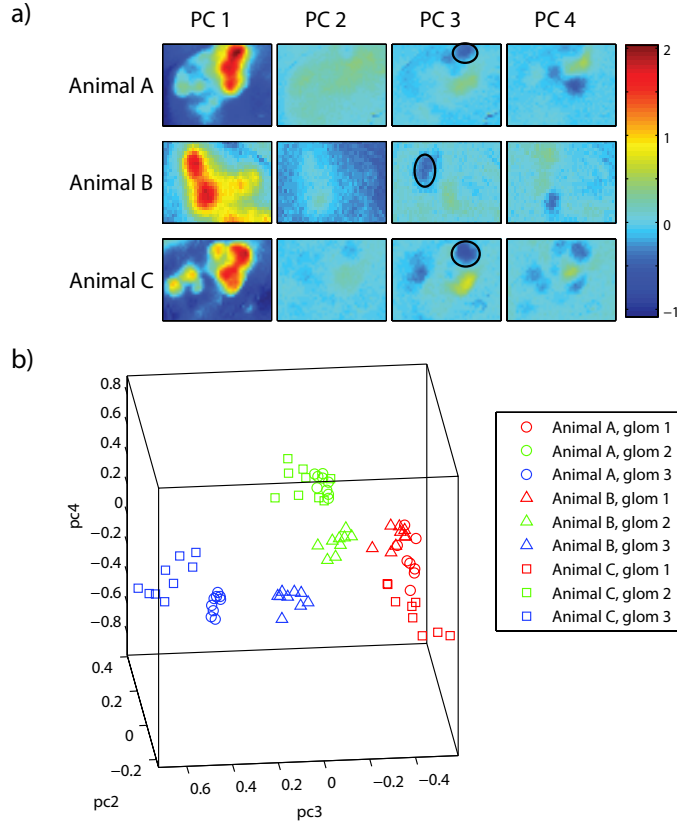 a)
PC 1 PC 2 PC 3 PC 4
Animal A
Animal B
Animal C
2
1
0
−1
b)
0.8
0.6
0.4
0.2
0
−0.2
−0.4
−0.6
−0.8
pc4
0.4
0.2
0
−0.2
pc2
0.6 0.4 0.2 0 −0.2 −0.4
pc3
Animal A, glom 1
Animal A, glom 2
Animal A, glom 3
Animal B, glom 1
Animal B, glom 2
Animal B, glom 3
Animal C, glom 1
Animal C, glom 2
Animal C, glom 3